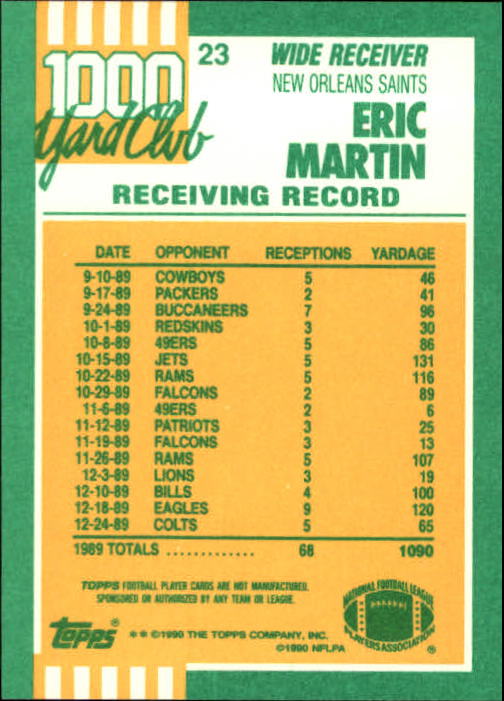 1000
Yard Club
23
WIDE RECEIVER
NEW ORLEANS SAINTS
ERIC
MARTIN
RECEIVING RECORD
DATE OPPONENT RECEPTIONS YARDAGE
9-10-89 COWBOYS 5 46
9-17-89 PACKERS 2 41
9-24-89 BUCCANEERS 7 96
10-1-89 REDSKINS 3 30
10-8-89 49ERS 5 86
10-15-89 JETS 5 131
10-22-89 RAMS 5 116
10-29-89 FALCONS 2 89
11-6-89 49ERS 2 6
11-12-89 PATRIOTS 3 25
11-19-89 FALCONS 3 13
11-26-89 RAMS 5 107
12-3-89 LIONS 3 19
12-10-89 BILLS 4 100
12-18-89 EAGLES 9 120
12-24-89 COLTS 5 65
1989 TOTALS .............. 68 1090
TOPPS FOOTBALL PLAYER CARDS ARE NOT MANUFACTURED,
SPONSORED OR AUTHORIZED BY ANY TEAM OR LEAGUE.
NATIONAL FOOTBALL LEAGUE
PLAYERS ASSOCIATION
®
TOPPS®
**©1990 THE TOPPS COMPANY, INC.
©1990 NFLPA